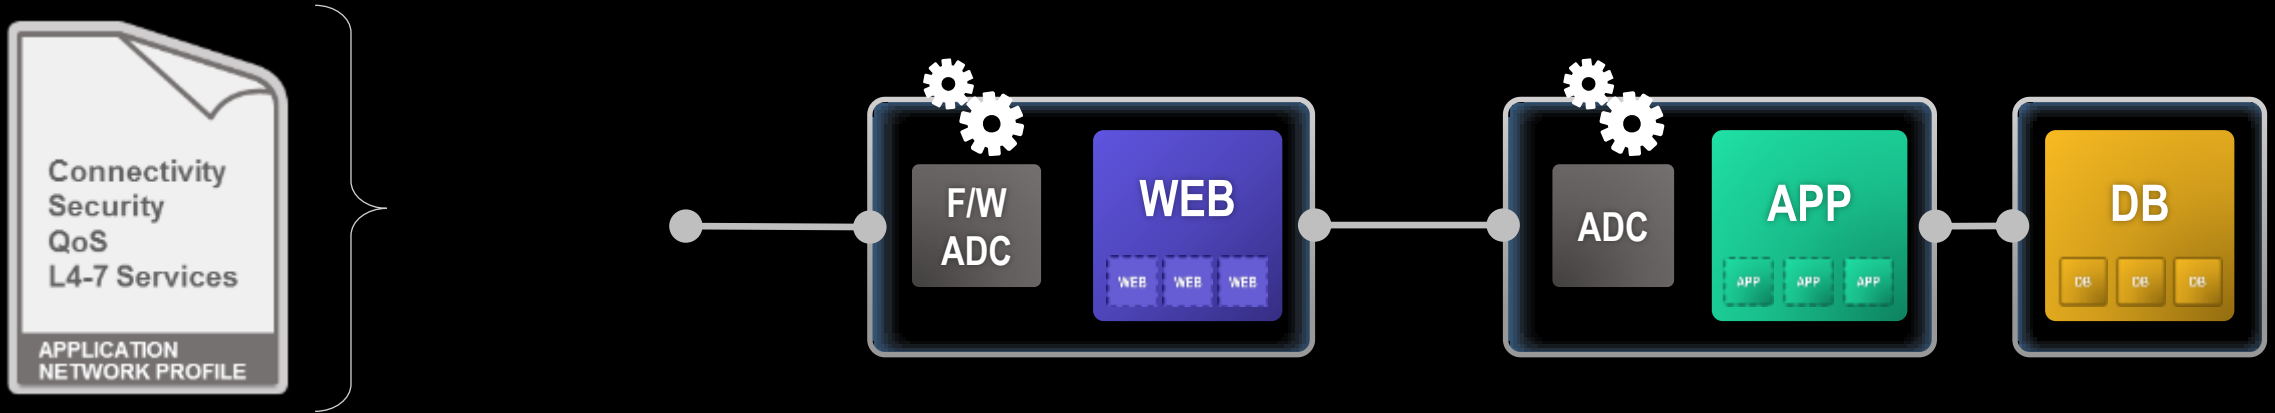 Connectivity
Security
QoS
L4-7 Services
APPLICATION
NETWORK PROFILE
F/W
ADC
WEB
WEB WEB WEB
ADC
APP
APP APP APP
DB
DB DB DB